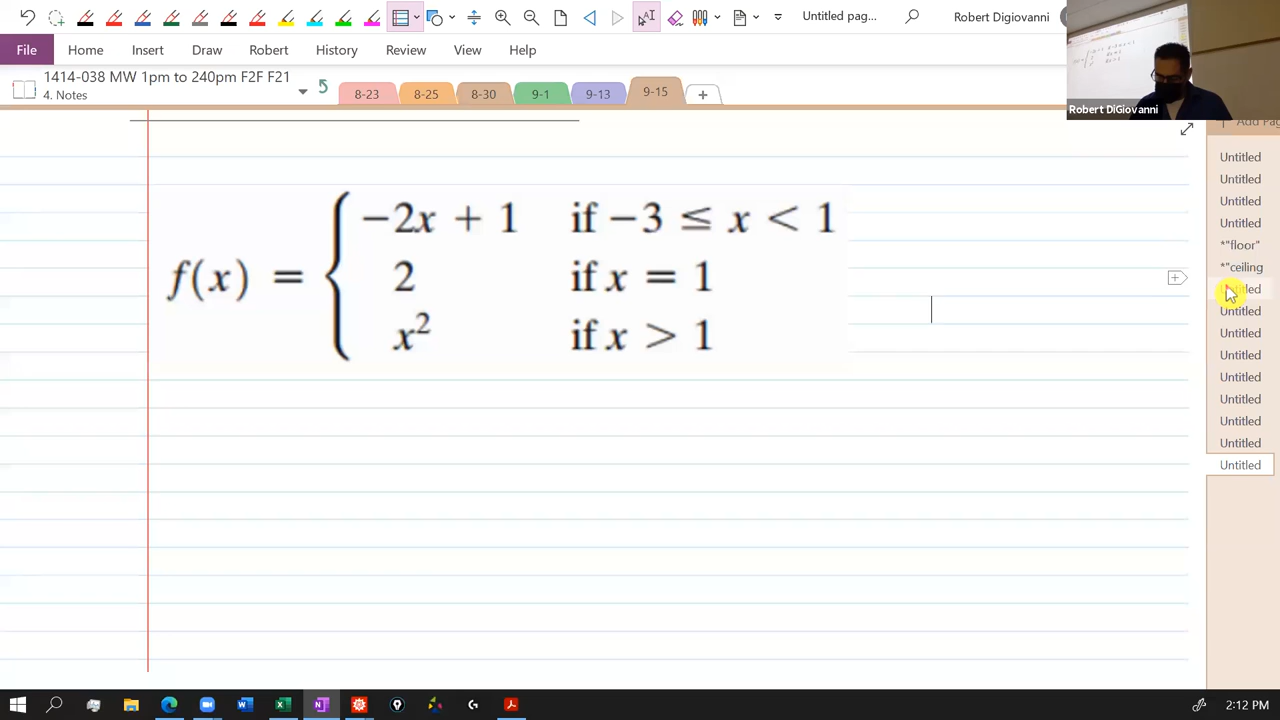 Untitled pag...
Robert Digiovanni
File
Home
Insert
Draw
Robert
History
Review
View
Help
1414-038 MW 1pm to 240pm F2F F21
4. Notes
8-23
8-25
8-30
9-1
9-13
9-15
Robert DiGiovanni
Add Pag
Untitled
Untitled
Untitled
Untitled
*"floor"
*"ceiling
Untitled
Untitled
Untitled
Untitled
Untitled
Untitled
Untitled
Untitled
Untitled
−2x + 1 if −3 ≤ x < 1
f(x) = { 2 if x = 1
x² if x > 1
2:12 PM